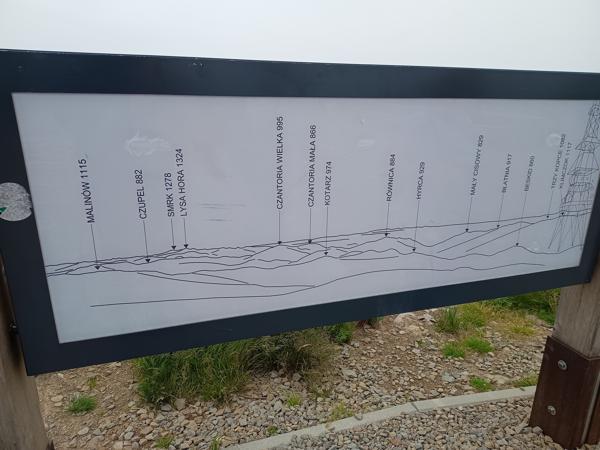 MALINÓW 1115
CZUPEL 882
SMRK 1278
LYSA HORA 1324
CZANTORIA WIELKA 995
CZANTORIA MAŁA 866
KOTARZ 974
RÓWNICA 884
HYRCA 929
MAŁY CISOWY 829
BŁATNIA 917
BESKID 860
TRZY KOPCE 1082
KLIMCZOK 1117